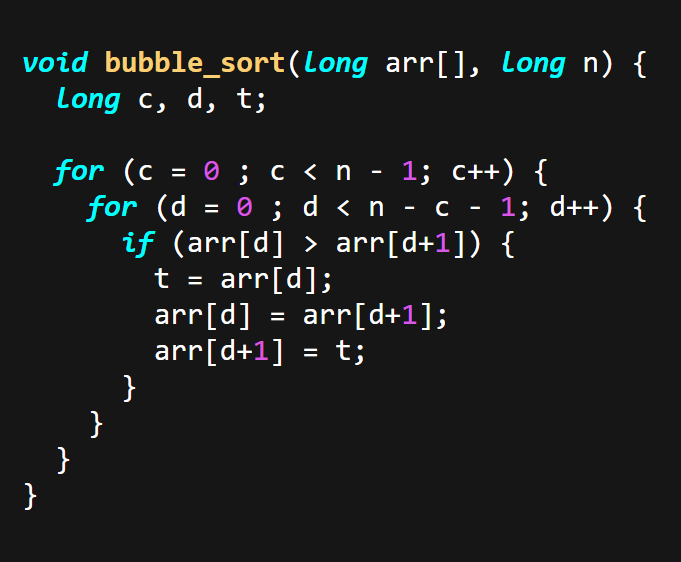 void bubble_sort(long arr[], long n) {
  long c, d, t;

  for (c = 0 ; c < n - 1; c++) {
    for (d = 0 ; d < n - c - 1; d++) {
      if (arr[d] > arr[d+1]) {
        t = arr[d];
        arr[d] = arr[d+1];
        arr[d+1] = t;
      }
    }
  }
}